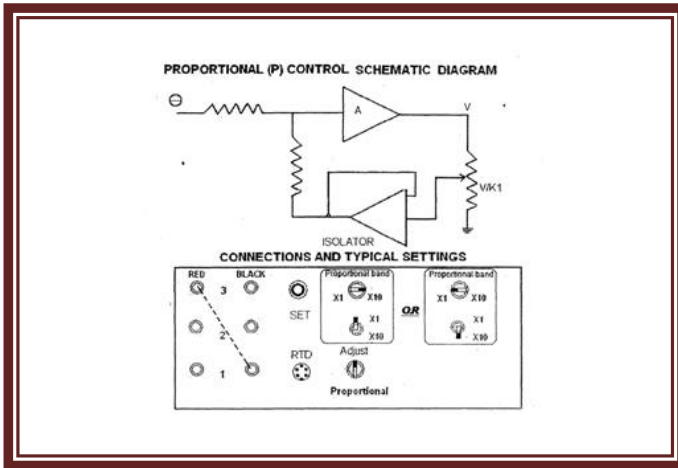 PROPORTIONAL (P) CONTROL SCHEMATIC DIAGRAM
A
V
V/K1
ISOLATOR
CONNECTIONS AND TYPICAL SETTINGS
RED BLACK
3
2
1
SET
RTD
Proportional band
X1 X10
X1
X10
Adjust
Proportional
OR
Proportional band
X1 X10
X1
X10